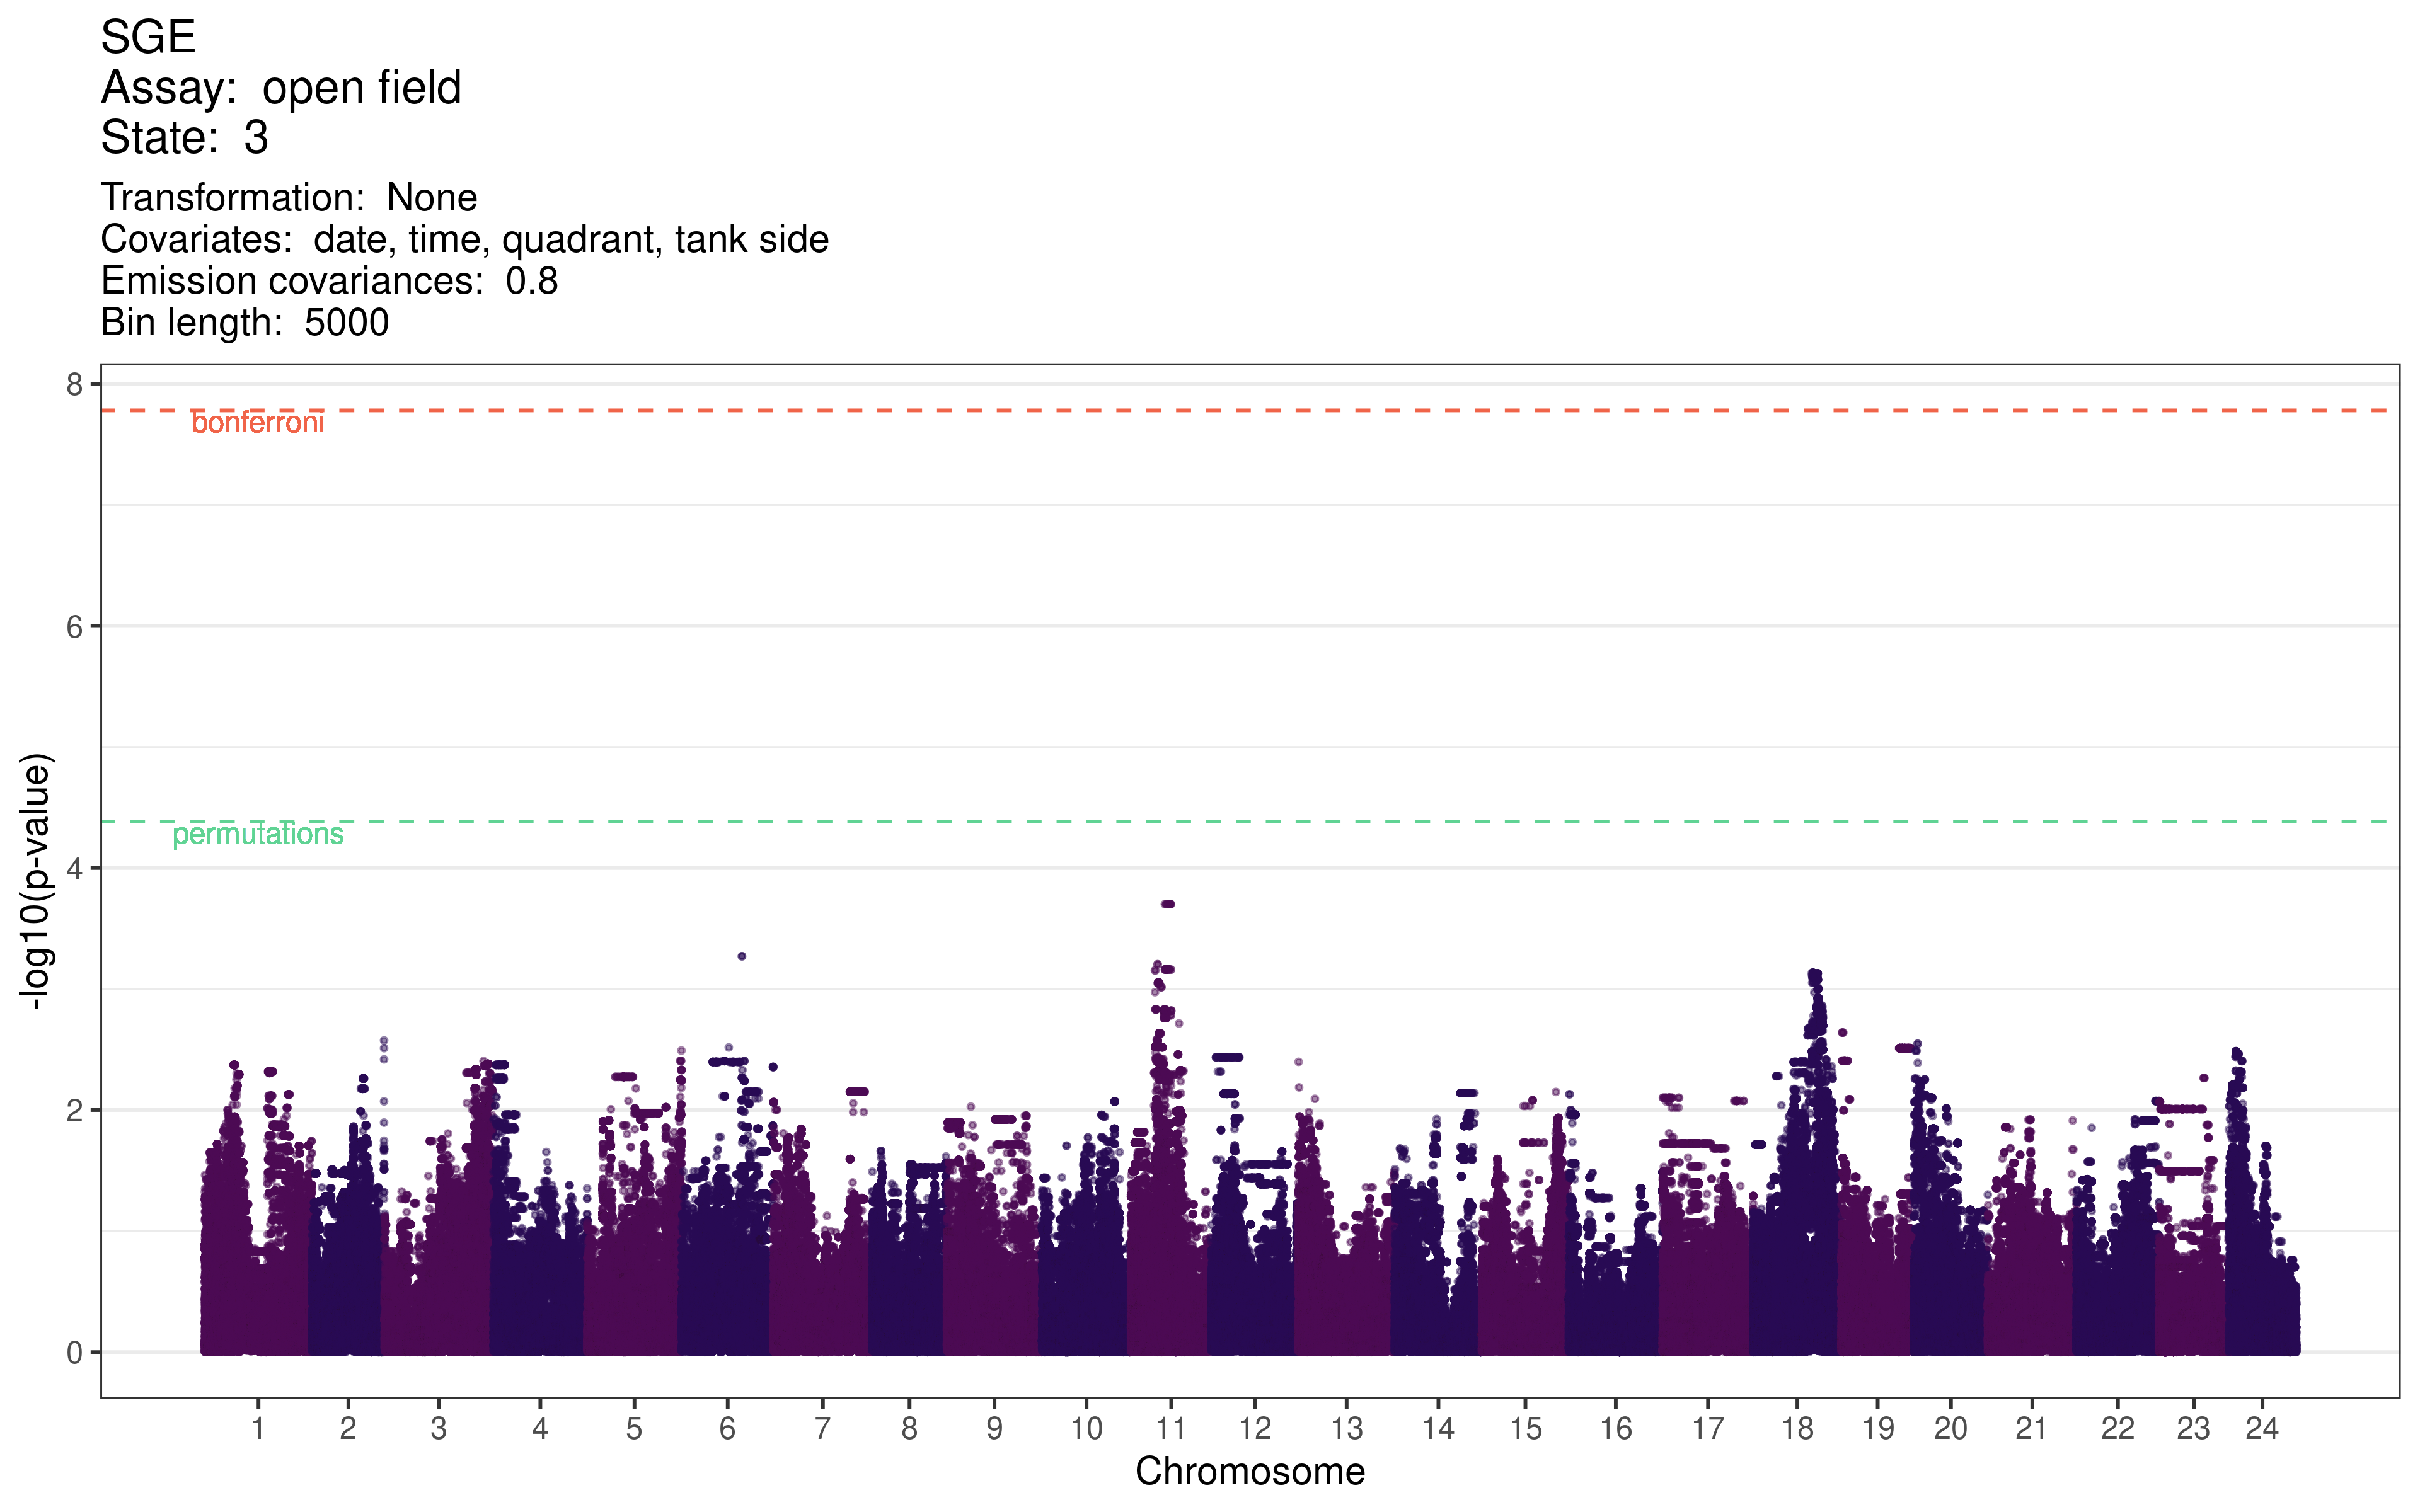 SGE
Assay:  open field
State:  3
Transformation:  None
Covariates:  date, time, quadrant, tank side
Emission covariances:  0.8
Bin length:  5000
8
bonferroni
6
permutations
4
2
0
-log10(p-value)
1 2 3 4 5 6 7 8 9 10 11 12 13 14 15 16 17 18 19 20 21 22 23 24
Chromosome